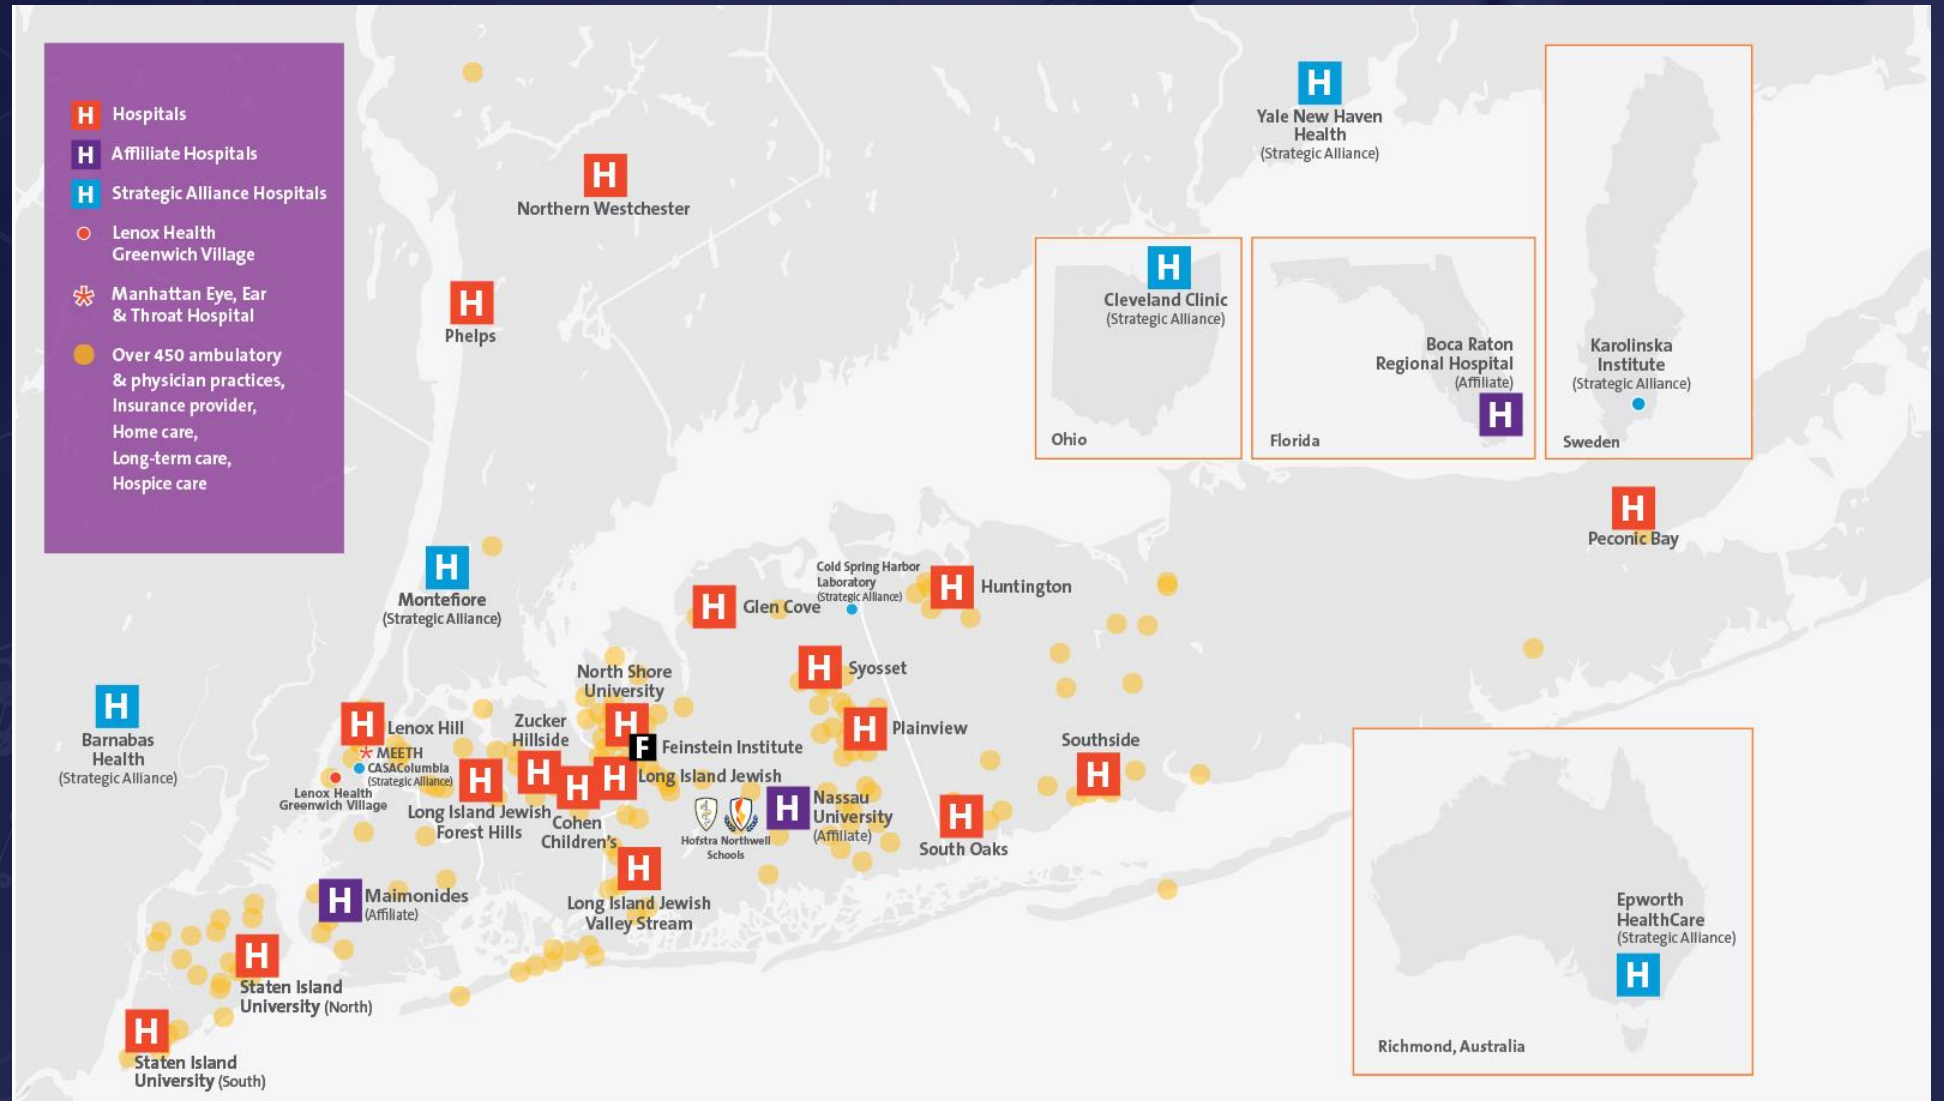 H Hospitals
H Affliliate Hospitals
H Strategic Alliance Hospitals
Lenox Health
Greenwich Village
Manhattan Eye, Ear
& Throat Hospital
Over 450 ambulatory
& physician practices,
Insurance provider,
Home care,
Long-term care,
Hospice care
H
Northern Westchester
H
Phelps
H
Yale New Haven
Health
(Strategic Alliance)
H
Cleveland Clinic
(Strategic Alliance)
Ohio
Boca Raton
Regional Hospital
(Affiliate)
H
Florida
Karolinska
Institute
(Strategic Alliance)
Sweden
H
Peconic Bay
H
Montefiore
(Strategic Alliance)
H Glen Cove
Cold Spring Harbor
Laboratory
(Strategic Alliance)
H Huntington
H Syosset
H Plainview
North Shore
University
H
F Feinstein Institute
Zucker
Hillside
H
H Long Island Jewish
H
Cohen
Children's
H
Barnabas
Health
(Strategic Alliance)
H Lenox Hill
MEETH
CASAColumbia
(Strategic Alliance)
Lenox Health
Greenwich Village
H
Long Island Jewish
Forest Hills
Hofstra Northwell
Schools
H Nassau
University
(Affiliate)
Southside
H
H
South Oaks
H
Long Island Jewish
Valley Stream
H Maimonides
(Affiliate)
H
Staten Island
University (North)
H
Staten Island
University (South)
Epworth
HealthCare
(Strategic Alliance)
H
Richmond, Australia